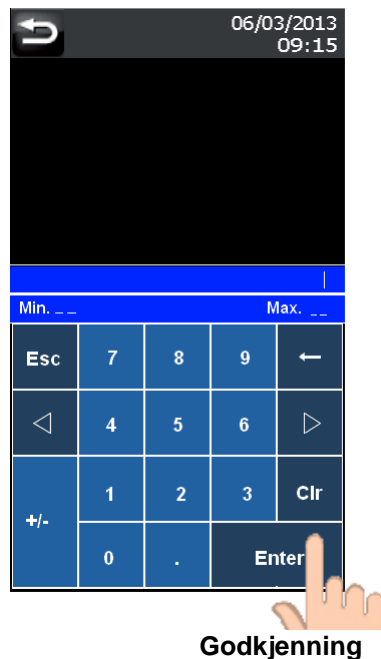 06/03/2013
09:15
Min. _ _ Max. _ _
Esc 7 8 9 ←
◁ 4 5 6 ▷
+/- 1 2 3 Clr
0 . Enter
Godkjenning